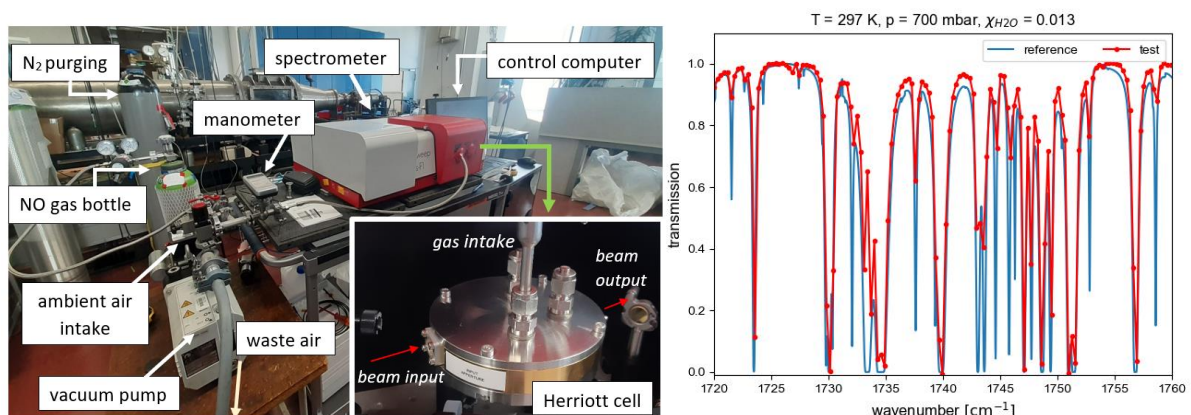 N₂ purging
spectrometer
control computer
manometer
NO gas bottle
gas intake
beam
output
ambient air
intake
waste air
beam input
vacuum pump
Herriott cell
T = 297 K, p = 700 mbar, χH2O = 0.013
reference
test
transmission
1.0
0.8
0.6
0.4
0.2
0.0
1720
1725
1730
1735
1740
1745
1750
1755
1760
wavenumber [cm⁻¹]